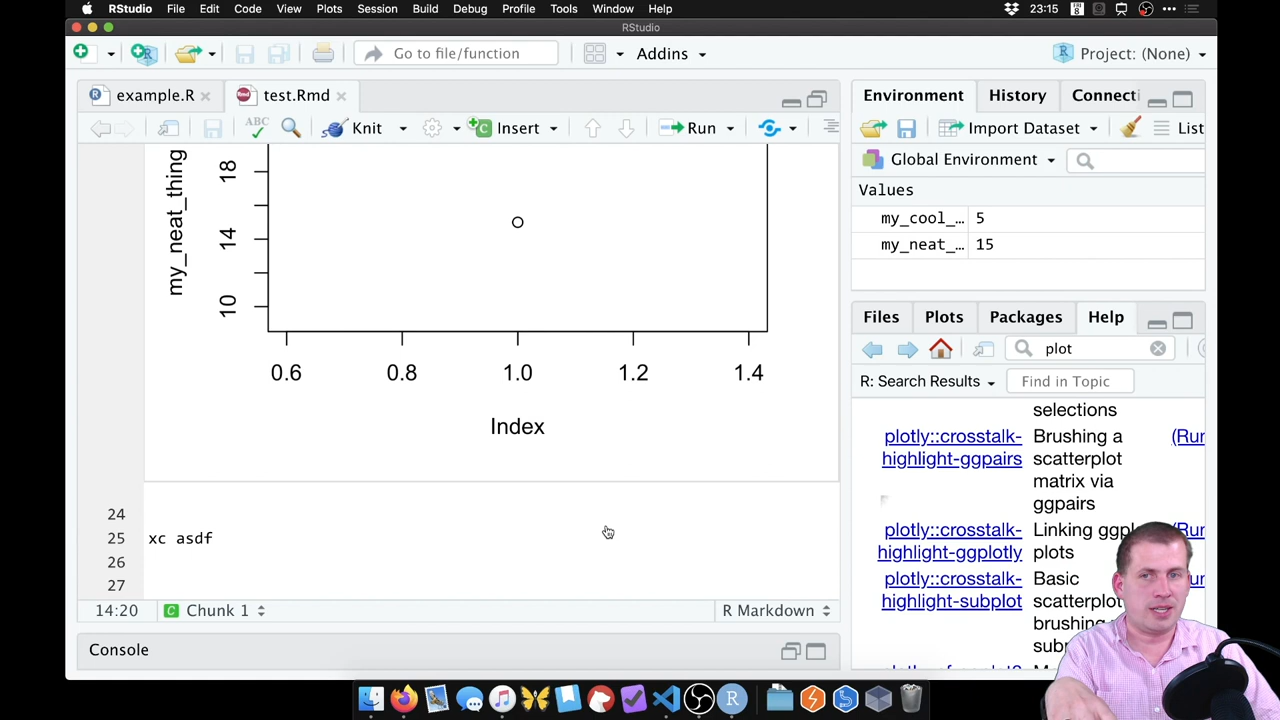 RStudio File Edit Code View Plots Session Build Debug Profile Tools Window Help 23:15
RStudio
Go to file/function Addins Project: (None)
example.R test.Rmd
ABC Knit Insert Run
my_neat_thing
18
14
10
0.6 0.8 1.0 1.2 1.4
Index
24
25 xc asdf
26
27
14:20 C Chunk 1 R Markdown
Console
Environment History Connecti
Import Dataset List
Global Environment
Values
my_cool_… 5
my_neat_… 15
Files Plots Packages Help
plot
R: Search Results Find in Topic
selections
plotly::crosstalk- Brushing a (Rur
highlight-ggpairs scatterplot
matrix via
ggpairs
plotly::crosstalk- Linking ggpl
highlight-ggplotly plots
plotly::crosstalk- Basic
highlight-subplot scatterplot
brushing
sub